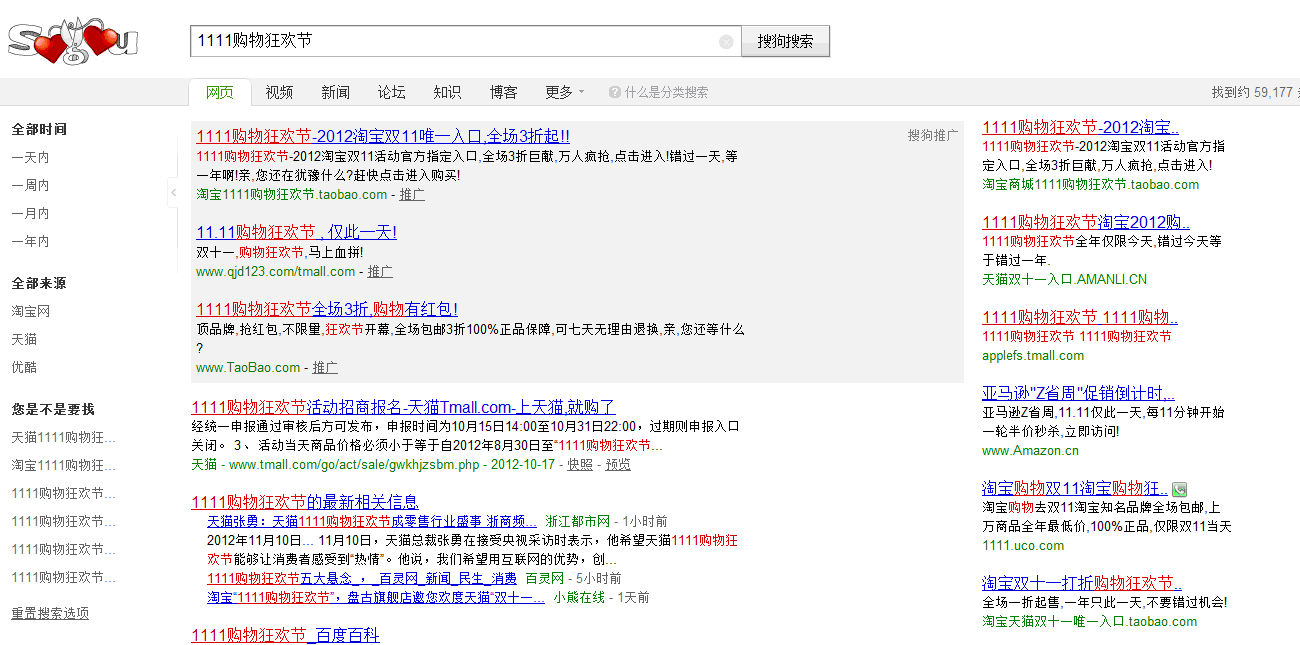 Sogou
1111购物狂欢节
搜狗搜索
网页 视频 新闻 论坛 知识 博客 更多 什么是分类搜索
找到约 59,177
全部时间
一天内
一周内
一月内
一年内
全部来源
淘宝网
天猫
优酷
您是不是要找
天猫1111购物狂...
淘宝1111购物狂...
1111购物狂欢节...
1111购物狂欢节...
1111购物狂欢节...
1111购物狂欢节...
重置搜索选项
搜狗推广
1111购物狂欢节-2012淘宝双11唯一入口,全场3折起!!
1111购物狂欢节-2012淘宝双11活动官方指定入口,全场3折巨献,万人疯抢,点击进入!错过一天,等
一年啊!亲,您还在犹豫什么?赶快点击进入购买!
淘宝1111购物狂欢节.taobao.com - 推广
11.11购物狂欢节 , 仅此一天!
双十一,购物狂欢节,马上血拼!
www.qjd123.com/tmall.com - 推广
1111购物狂欢节全场3折,购物有红包!
顶品牌,抢红包,不限量,狂欢节开幕,全场包邮3折100%正品保障,可七天无理由退换,亲,您还等什么
?
www.TaoBao.com - 推广
1111购物狂欢节活动招商报名-天猫Tmall.com-上天猫,就购了
经统一申报通过审核后方可发布，申报时间为10月15日14:00至10月31日22:00，过期则申报入口
关闭。 3 、活动当天商品价格必须小于等于自2012年8月30日至“1111购物狂欢节...
天猫 - www.tmall.com/go/act/sale/gwkhjzsbm.php - 2012-10-17 - 快照 - 预览
1111购物狂欢节的最新相关信息
天猫张勇：天猫1111购物狂欢节成零售行业盛事 浙商频... 浙江都市网 - 1小时前
2012年11月10日... 11月10日，天猫总裁张勇在接受央视采访时表示，他希望天猫1111购物狂
欢节能够让消费者感受到“热情”。他说，我们希望用互联网的优势，创...
1111购物狂欢节五大悬念_，_百灵网_新闻_民生_消费 百灵网 - 5小时前
淘宝“1111购物狂欢节”，盘古旗舰店邀您欢度天猫“双十一... 小熊在线 - 1天前
1111购物狂欢节_百度百科
1111购物狂欢节-2012淘宝..
1111购物狂欢节-2012淘宝双11活动官方指
定入口,全场3折巨献,万人疯抢,点击进入!
淘宝商城1111购物狂欢节.taobao.com
1111购物狂欢节淘宝2012购..
1111购物狂欢节全年仅限今天,错过今天等
于错过一年.
天猫双十一入口.AMANLI.CN
1111购物狂欢节 1111购物..
1111购物狂欢节 1111购物狂欢节
applefs.tmall.com
亚马逊"Z省周"促销倒计时,..
亚马逊Z省周,11.11仅此一天,每11分钟开始
一轮半价秒杀,立即访问!
www.Amazon.cn
淘宝购物双11淘宝购物狂..
淘宝购物去双11淘宝知名品牌全场包邮,上
万商品全年最低价,100%正品,仅限双11当天
1111.uco.com
淘宝双十一打折购物狂欢节..
全场一折起售,一年只此一天,不要错过机会!
淘宝天猫双十一唯一入口.taobao.com